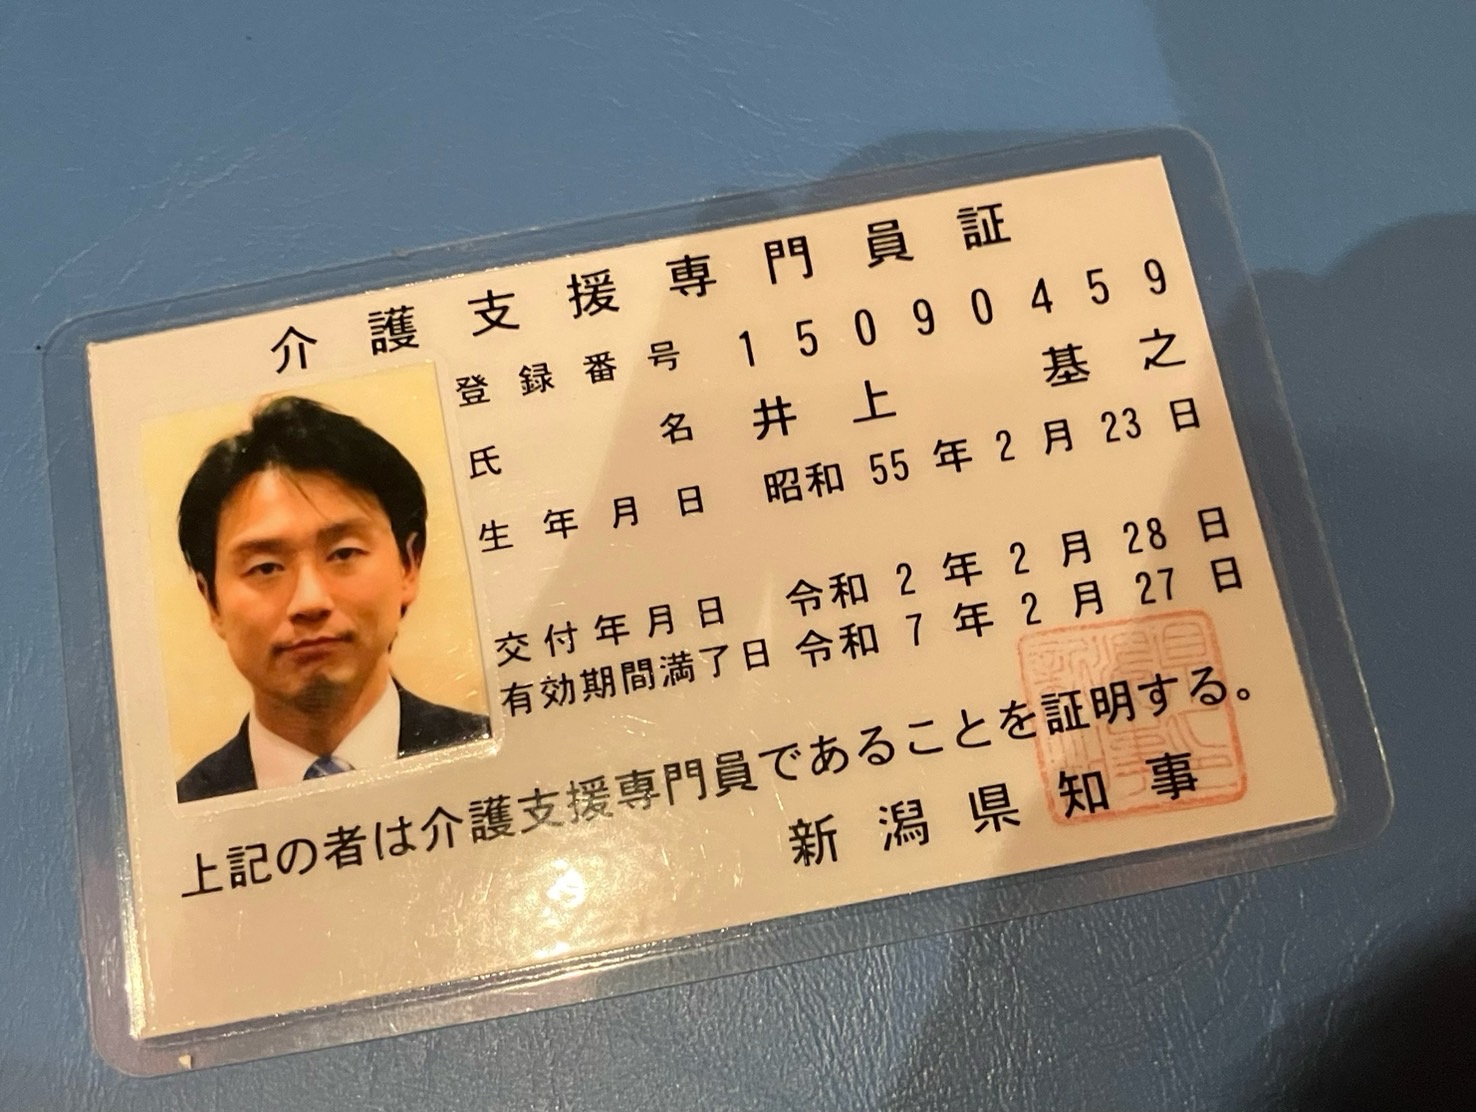 介護支援専門員証
登録番号 15090459
氏名 井上 基之
生年月日 昭和55年2月23日
交付年月日 令和2年2月28日
有効期間満了日 令和7年2月27日
上記の者は介護支援専門員であることを証明する。
新潟県知事